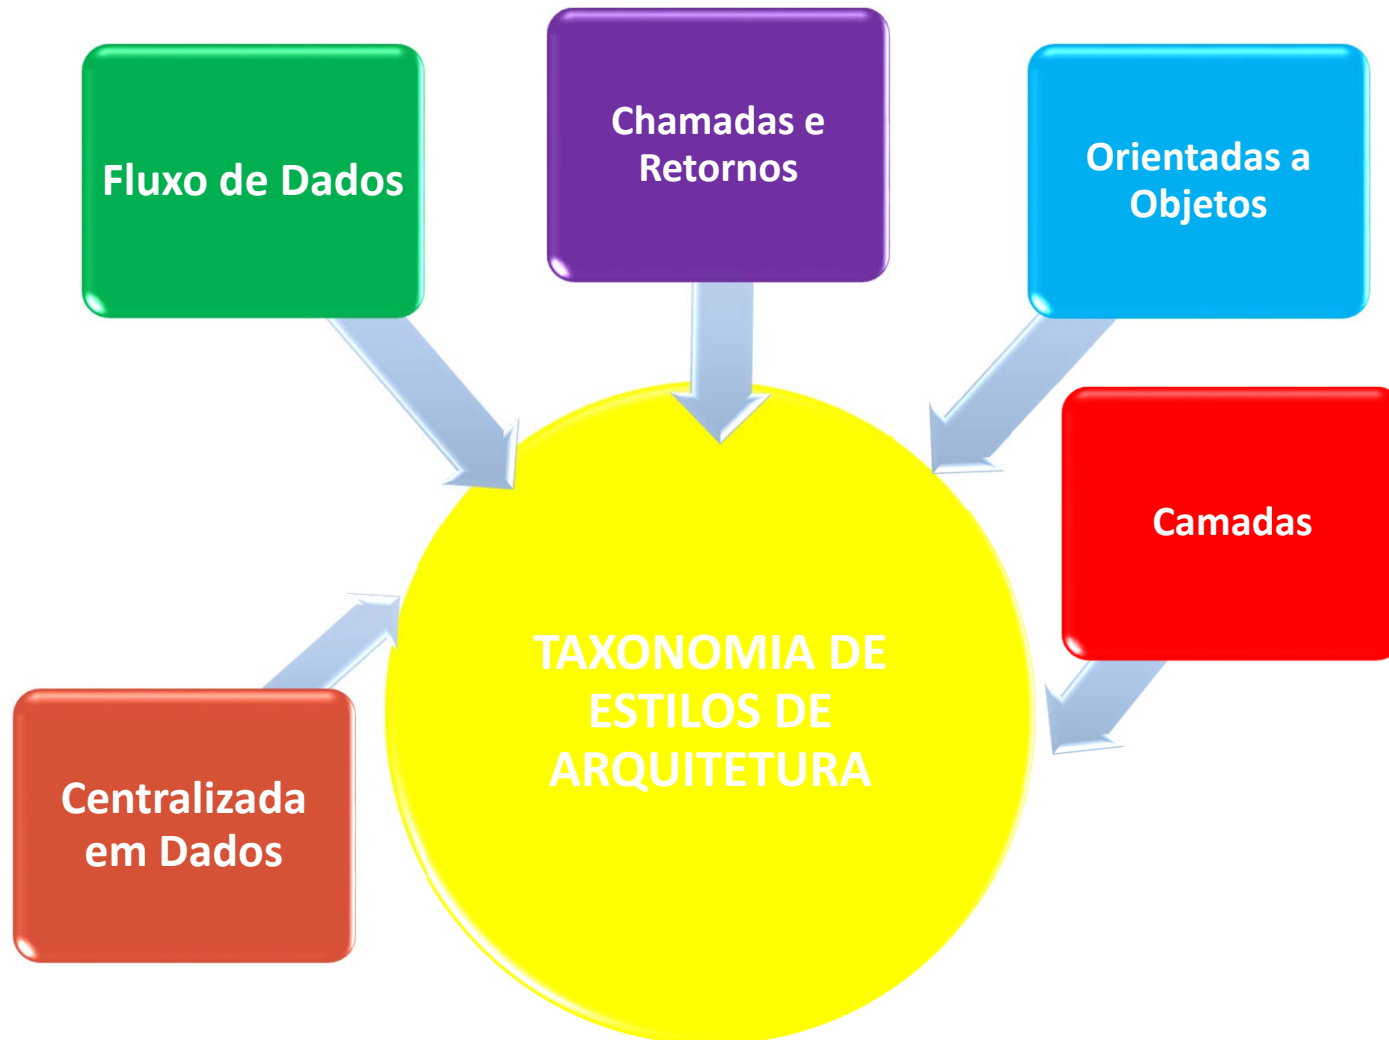 Fluxo de Dados
Chamadas e
Retornos
Orientadas a
Objetos
Camadas
TAXONOMIA DE
ESTILOS DE
ARQUITETURA
Centralizada
em Dados